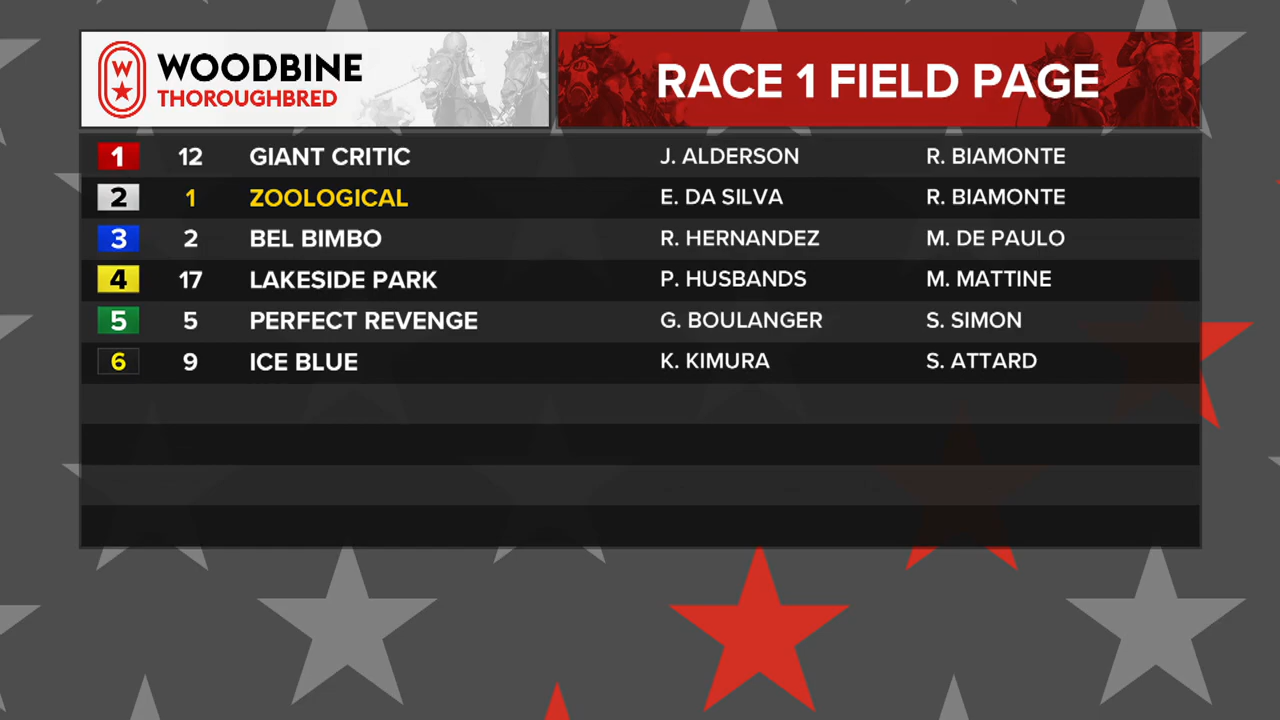 W
WOODBINE
THOROUGHBRED
RACE 1 FIELD PAGE
1 12 GIANT CRITIC J. ALDERSON R. BIAMONTE
2 1 ZOOLOGICAL E. DA SILVA R. BIAMONTE
3 2 BEL BIMBO R. HERNANDEZ M. DE PAULO
4 17 LAKESIDE PARK P. HUSBANDS M. MATTINE
5 5 PERFECT REVENGE G. BOULANGER S. SIMON
6 9 ICE BLUE K. KIMURA S. ATTARD